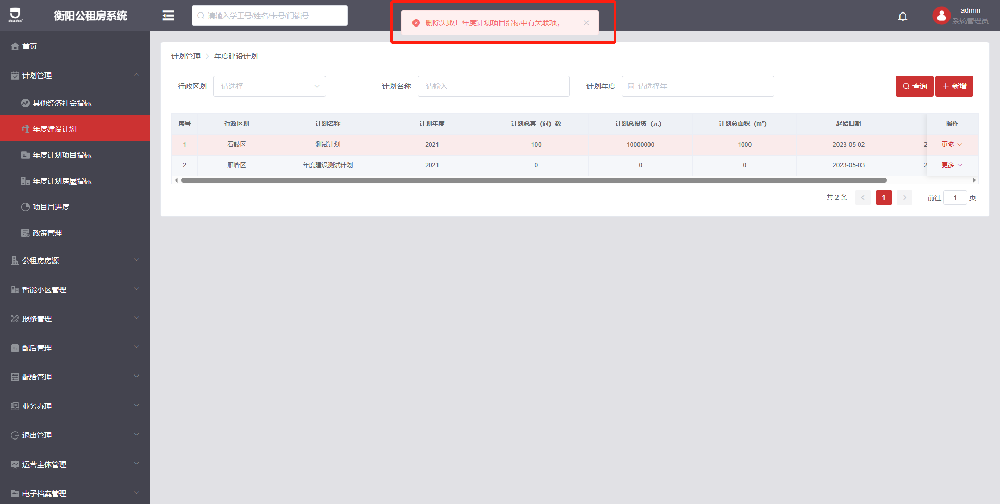 衡阳公租房系统
请输入学工号/姓名/卡号/门锁号
删除失败！年度计划项目指标中有关联项，
admin
系统管理员
首页
计划管理
其他经济社会指标
年度建设计划
年度计划项目指标
年度计划房屋指标
项目月进度
政策管理
公租房房源
智能小区管理
报修管理
配后管理
配给管理
业务办理
退出管理
运营主体管理
电子档案管理
计划管理 > 年度建设计划
行政区划 请选择 计划名称 请输入 计划年度 请选择年 查询 新增
序号 行政区划 计划名称 计划年度 计划总套（间）数 计划总投资（元） 计划总面积（m²） 起始日期 操作
1 石鼓区 测试计划 2021 100 10000000 1000 2023-05-02 2 更多
2 雁峰区 年度建设测试计划 2021 0 0 0 2023-05-03 2 更多
共 2 条 1 前往 1 页